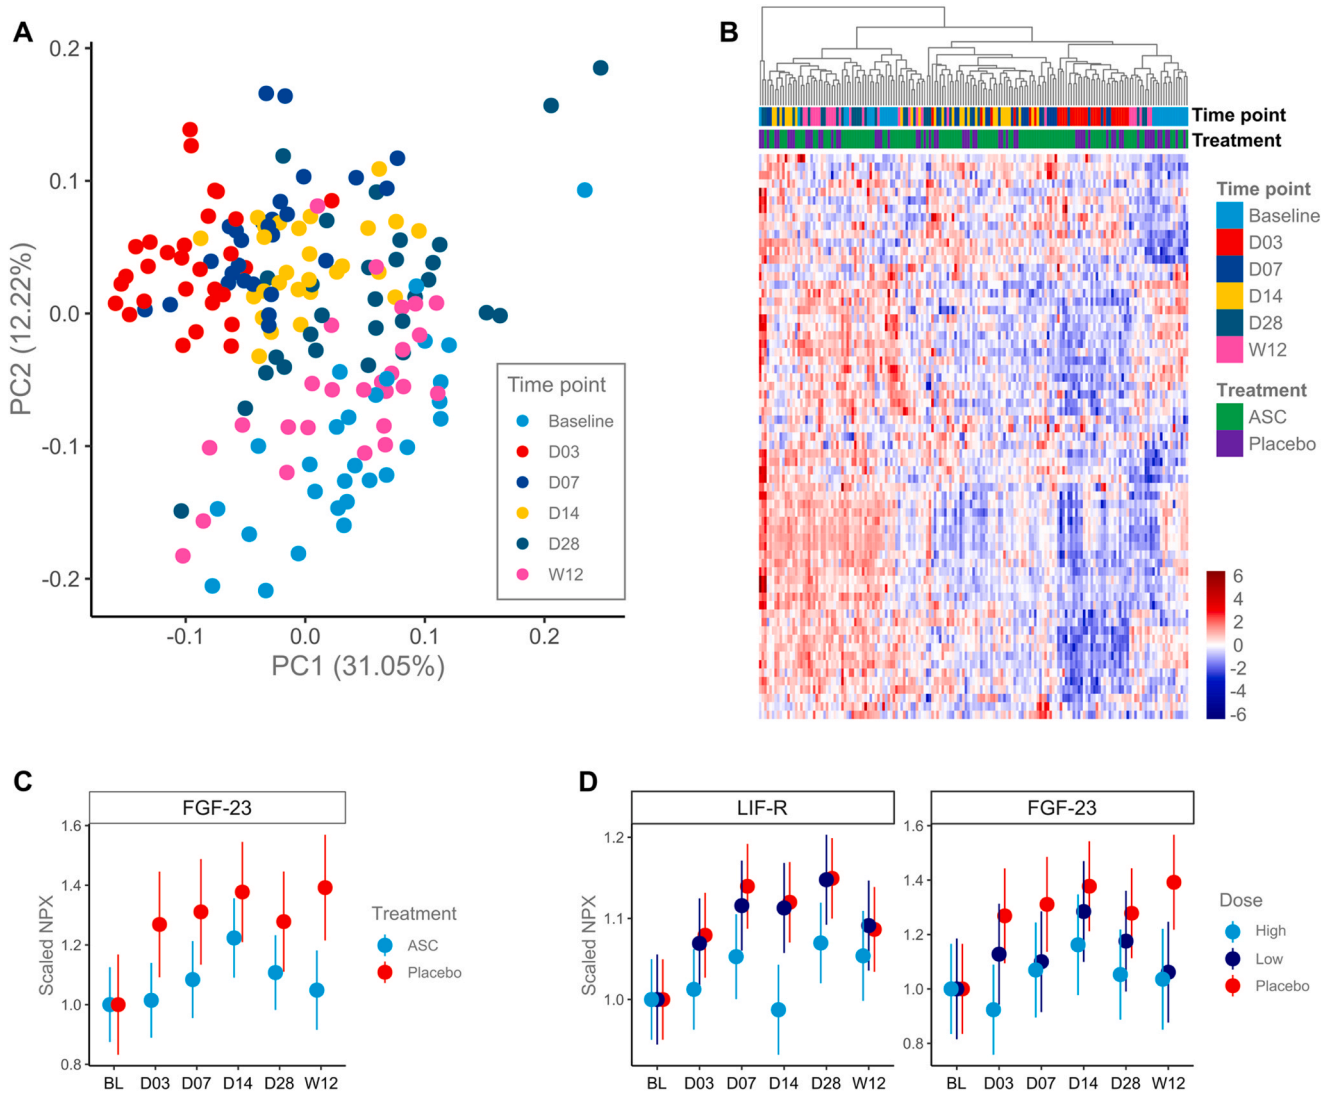 A
0.2
0.1
0.0
-0.1
-0.2
PC2 (12.22%)
-0.1
0.0
0.1
0.2
PC1 (31.05%)
Time point
Baseline
D03
D07
D14
D28
W12
B
Time point
Treatment
Time point
Baseline
D03
D07
D14
D28
W12
Treatment
ASC
Placebo
6
4
2
0
-2
-4
-6
C
FGF-23
1.6
1.4
1.2
1.0
0.8
Scaled NPX
BL D03 D07 D14 D28 W12
Treatment
ASC
Placebo
D
LIF-R
1.2
1.1
1.0
Scaled NPX
BL D03 D07 D14 D28 W12
FGF-23
1.6
1.4
1.2
1.0
0.8
BL D03 D07 D14 D28 W12
Dose
High
Low
Placebo